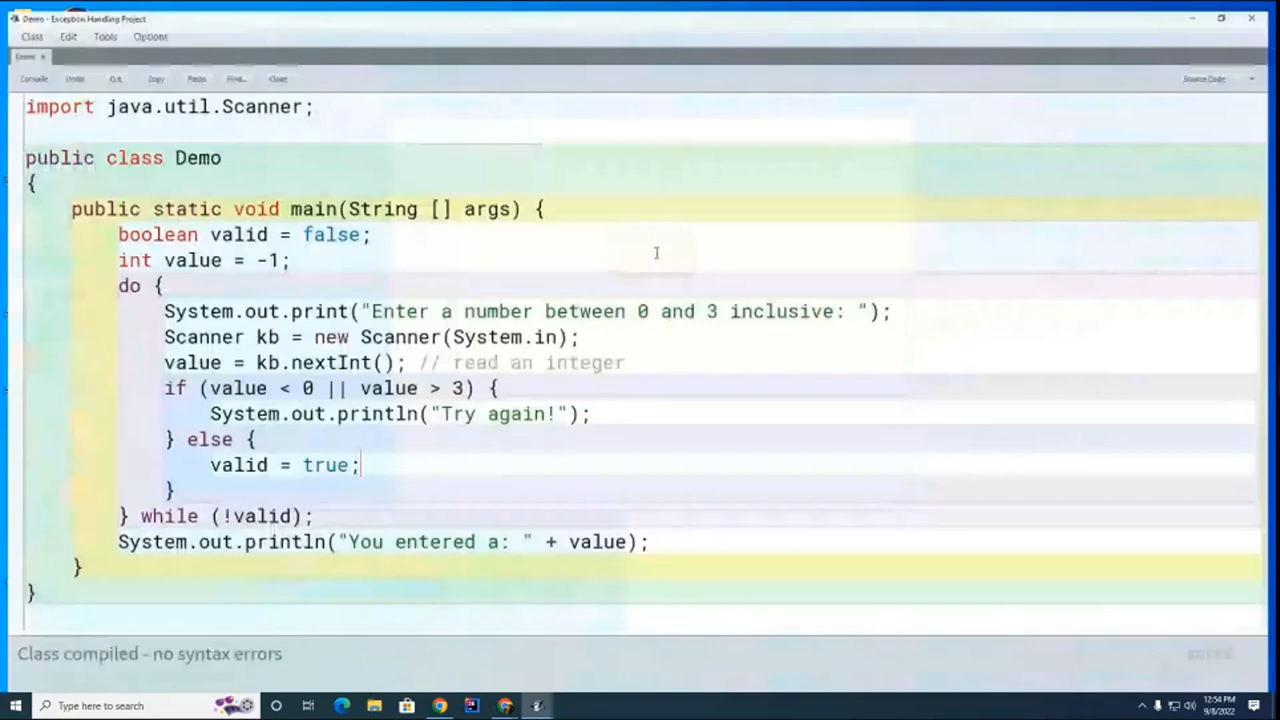 Demo - Exception Handling Project
Class Edit Tools Options
Demo
Compile Undo Cut Copy Paste Find... Close Source Code
import java.util.Scanner;
public class Demo
{
public static void main(String [] args) {
boolean valid = false;
int value = -1;
do {
System.out.print("Enter a number between 0 and 3 inclusive: ");
Scanner kb = new Scanner(System.in);
value = kb.nextInt(); // read an integer
if (value < 0 || value > 3) {
System.out.println("Try again!");
} else {
valid = true;
}
} while (!valid);
System.out.println("You entered a: " + value);
}
}
Class compiled - no syntax errors
Type here to search
12:54 PM
9/8/2022